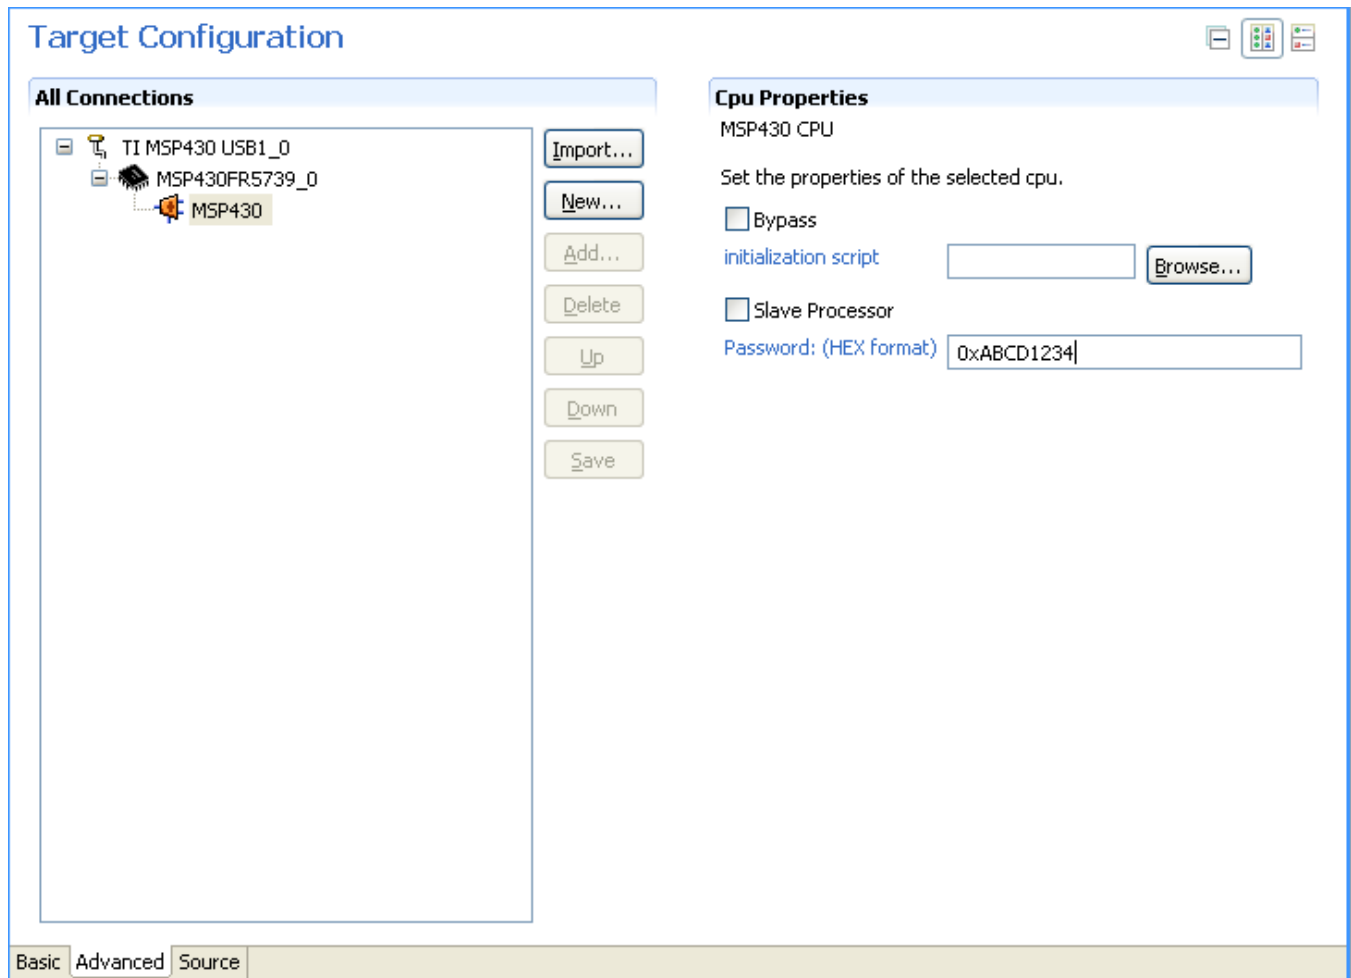 Target Configuration
All Connections
TI MSP430 USB1_0
MSP430FR5739_0
MSP430
Import...
New...
Add...
Delete
Up
Down
Save
Cpu Properties
MSP430 CPU
Set the properties of the selected cpu.
Bypass
initialization script
Browse...
Slave Processor
Password: (HEX format) 0xABCD1234
Basic Advanced Source